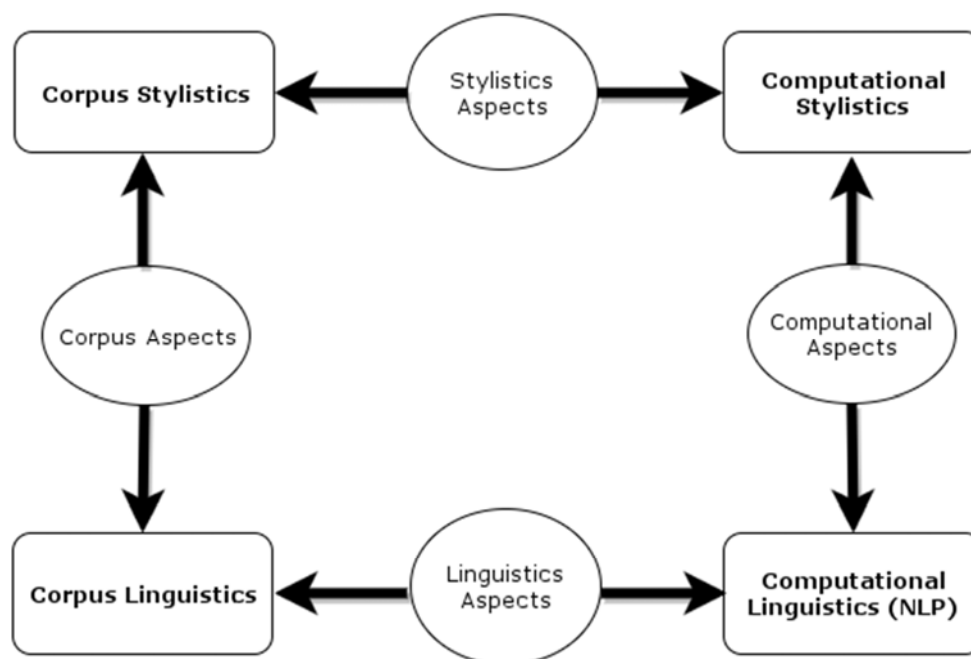 Corpus Stylistics
Stylistics
Aspects
Computational
Stylistics
Corpus Aspects
Computational
Aspects
Corpus Linguistics
Linguistics
Aspects
Computational
Linguistics (NLP)